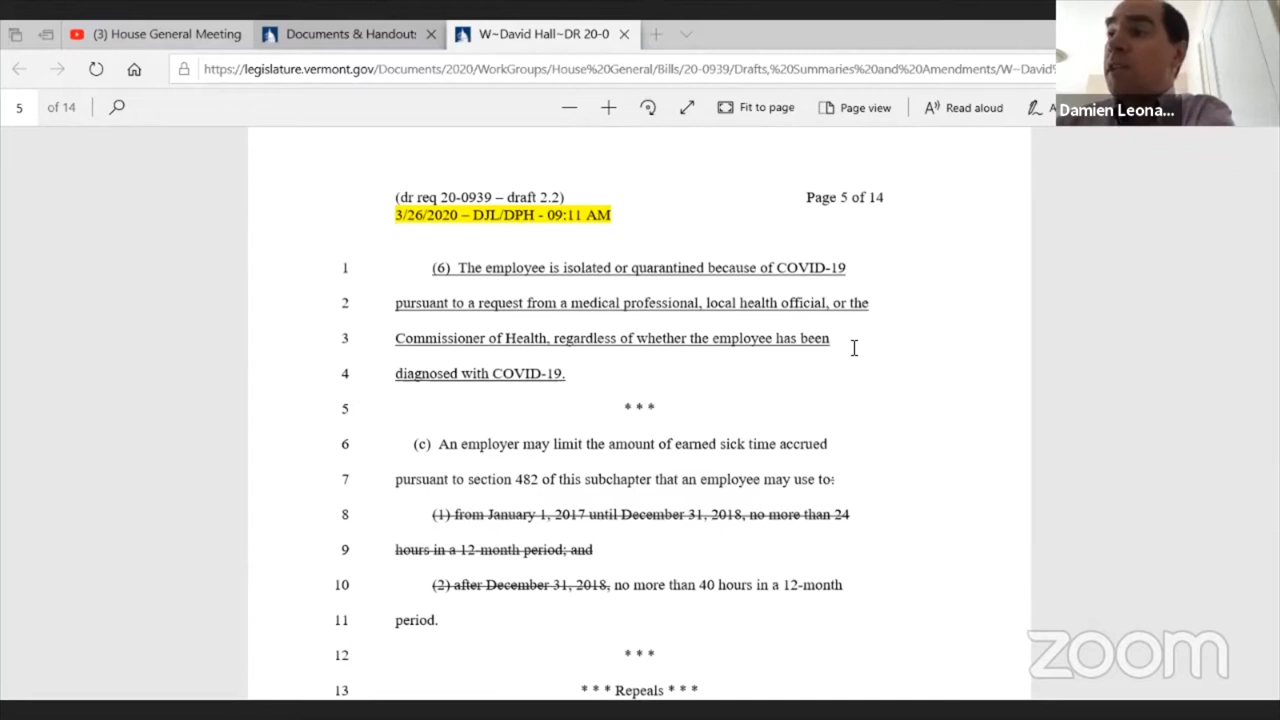 (3) House General Meeting
Documents & Handouts
W~David Hall~DR 20-0
https://legislature.vermont.gov/Documents/2020/WorkGroups/House%20General/Bills/20-0939/Drafts,%20Summaries%20and%20Amendments/W~David%
5 of 14
Fit to page
Page view
Read aloud
Damien Leona...
(dr req 20-0939 – draft 2.2)
Page 5 of 14
3/26/2020 – DJL/DPH - 09:11 AM
1 (6) The employee is isolated or quarantined because of COVID-19
2 pursuant to a request from a medical professional, local health official, or the
3 Commissioner of Health, regardless of whether the employee has been
4 diagnosed with COVID-19.
5 * * *
6 (c) An employer may limit the amount of earned sick time accrued
7 pursuant to section 482 of this subchapter that an employee may use to:
8 (1) from January 1, 2017 until December 31, 2018, no more than 24
9 hours in a 12-month period; and
10 (2) after December 31, 2018, no more than 40 hours in a 12-month
11 period.
12 * * *
13 * * * Repeals * * *
zoom